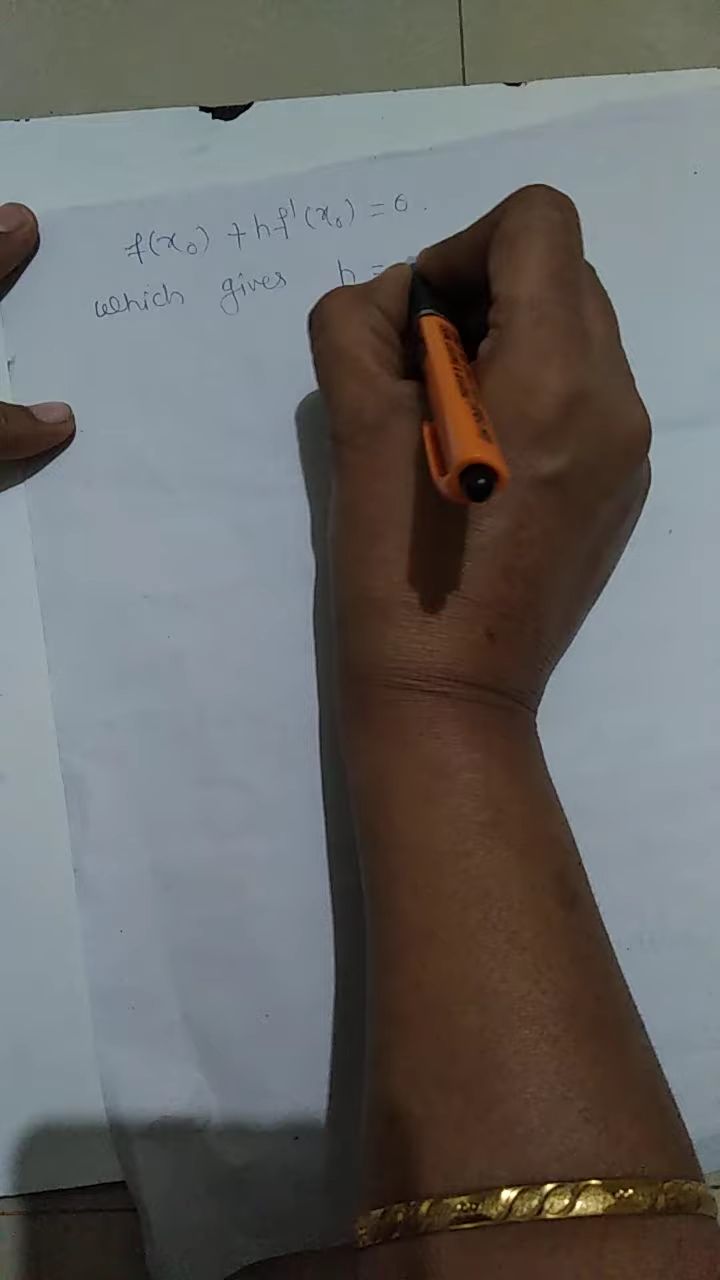 f(x₀) + hf'(x₀) = 0.
which gives h =